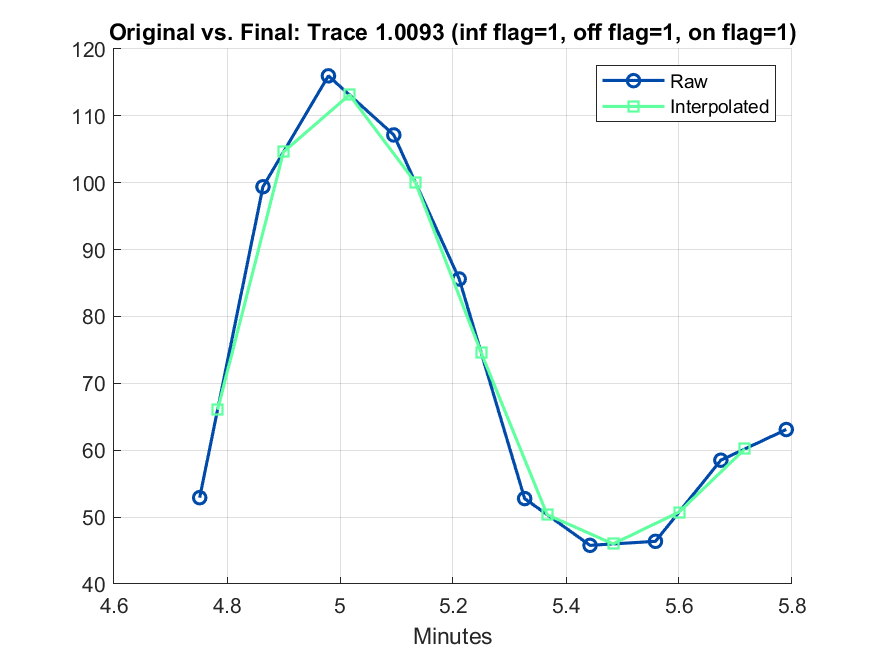 Original vs. Final: Trace 1.0093 (inf flag=1, off flag=1, on flag=1)
120
110
100
90
80
70
60
50
40
4.6 4.8 5 5.2 5.4 5.6 5.8
Minutes
Raw
Interpolated